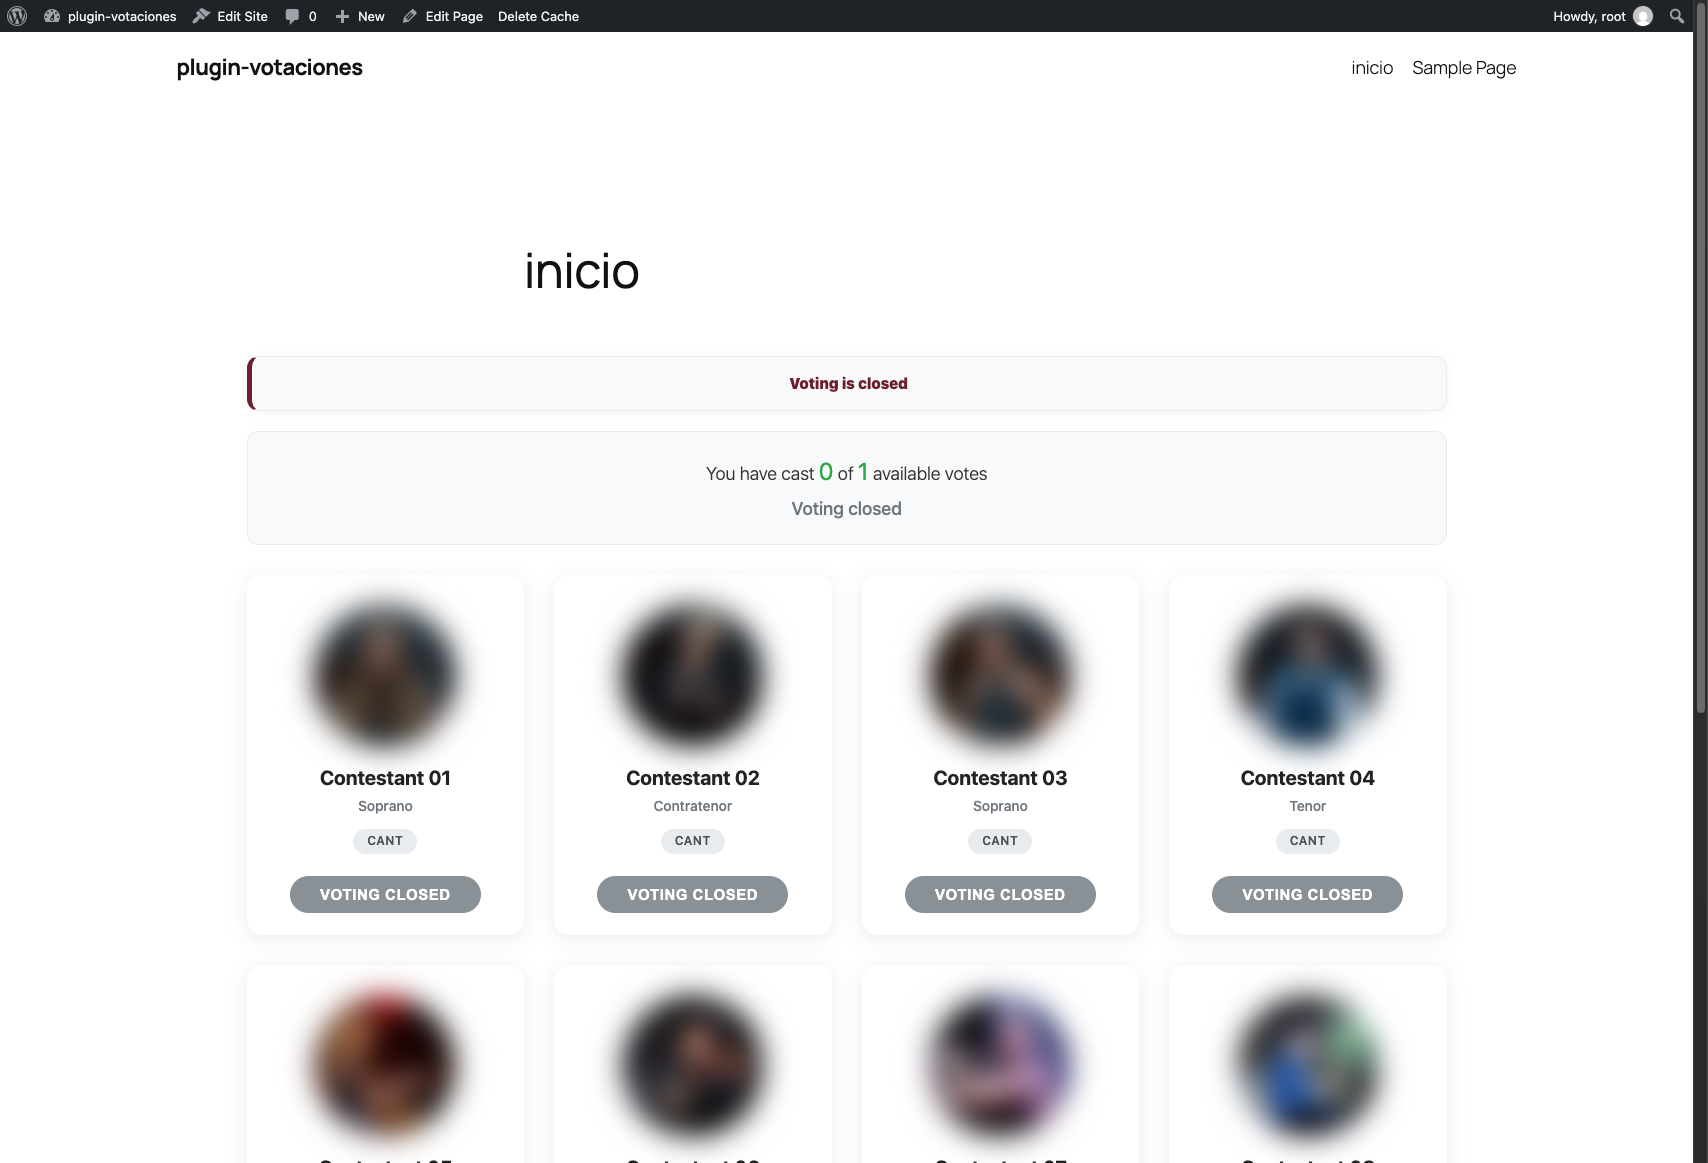 plugin-votaciones Edit Site 0 New Edit Page Delete Cache Howdy, root
plugin-votaciones inicio Sample Page
inicio
Voting is closed
You have cast 0 of 1 available votes
Voting closed
Contestant 01 Contestant 02 Contestant 03 Contestant 04
Soprano Contratenor Soprano Tenor
CANT CANT CANT CANT
VOTING CLOSED VOTING CLOSED VOTING CLOSED VOTING CLOSED